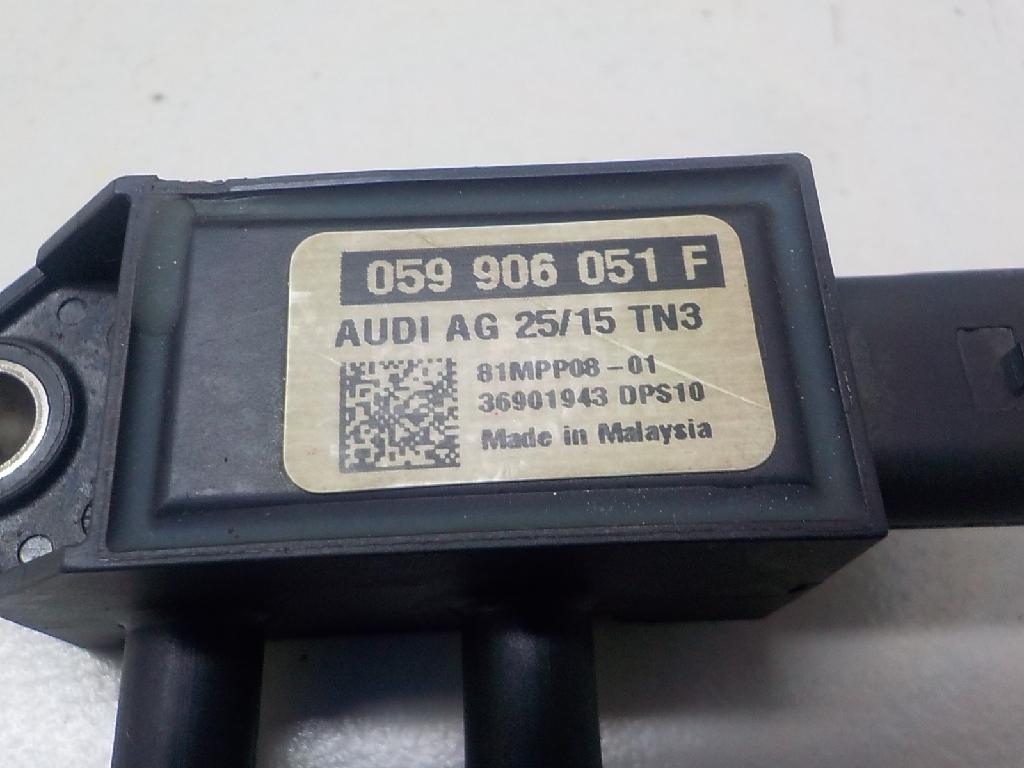 059 906 051 F
AUDI AG 25/15 TN3
81MPP08-01
36901943 DPS10
Made in Malaysia